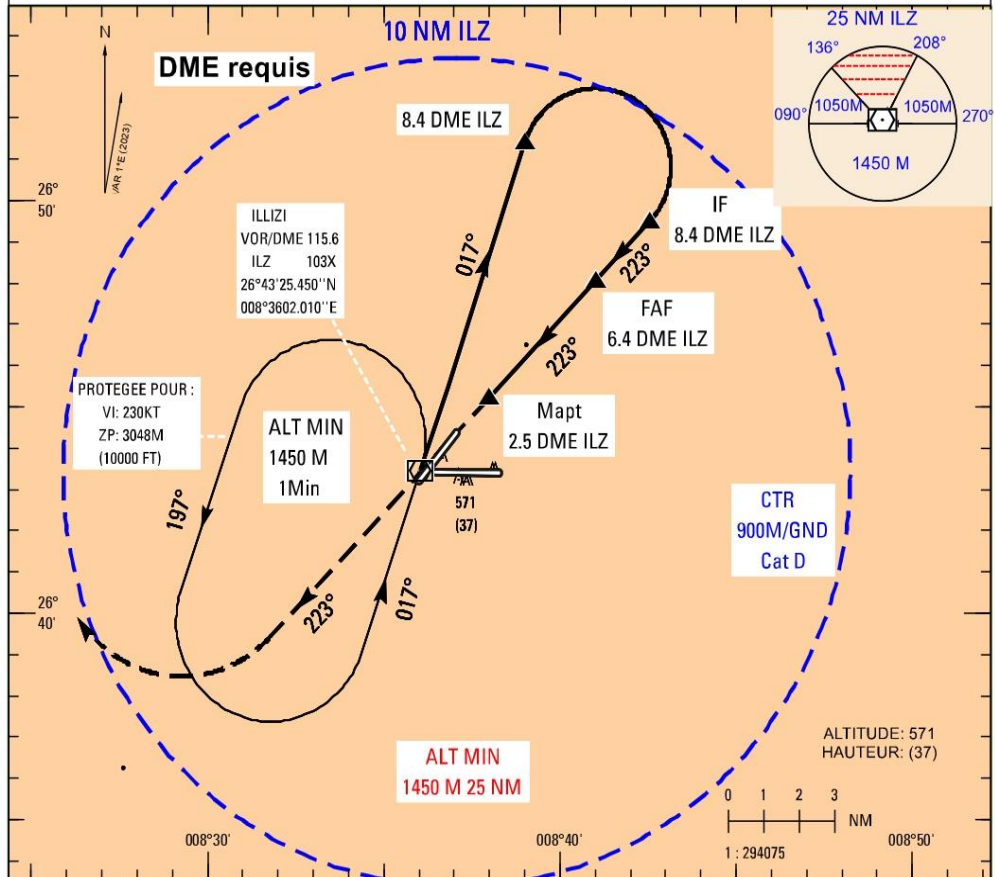 10 NM ILZ
25 NM ILZ
136°
208°
090°
1050M
1050M
270°
1450 M
N
VAR 1°E (2023)
DME requis
8.4 DME ILZ
26°
50'
ILLIZI
VOR/DME 115.6
ILZ 103X
26°43'25.450''N
008°3602.010''E
017°
IF
8.4 DME ILZ
223°
FAF
6.4 DME ILZ
223°
PROTEGEE POUR :
VI: 230KT
ZP: 3048M
(10000 FT)
ALT MIN
1450 M
1Min
Mapt
2.5 DME ILZ
571
(37)
197°
CTR
900M/GND
Cat D
26°
40'
223°
017°
ALT MIN
1450 M 25 NM
ALTITUDE: 571
HAUTEUR: (37)
0 1 2 3
NM
1 : 294075
008°30'
008°40'
008°50'